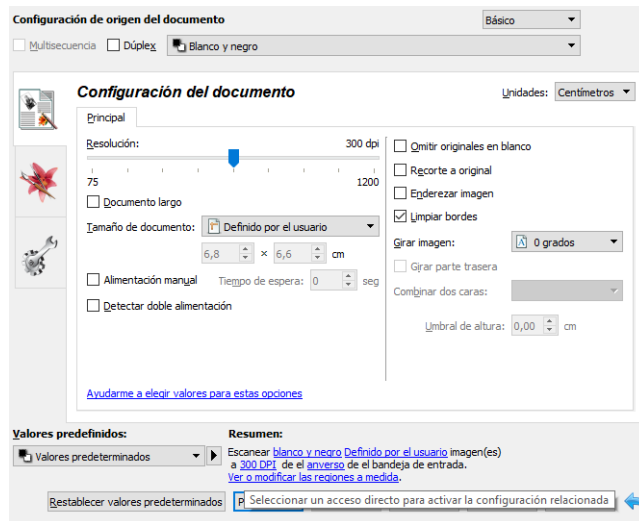 Configuración de origen del documento
Básico
Multisecuencia Dúplex Blanco y negro
Configuración del documento
Unidades: Centímetros
Principal
Resolución: 300 dpi
75 1200
Documento largo
Tamaño de documento: Definido por el usuario
6,8 × 6,6 cm
Alimentación manual Tiempo de espera: 0 seg
Detectar doble alimentación
Ayudarme a elegir valores para estas opciones
Omitir originales en blanco
Recorte a original
Enderezar imagen
Limpiar bordes
Girar imagen: 0 grados
Girar parte trasera
Combinar dos caras:
Umbral de altura: 0,00 cm
Valores predefinidos:
Valores predeterminados
Resumen:
Escanear blanco y negro Definido por el usuario imagen(es)
a 300 DPI de el anverso de el bandeja de entrada.
Ver o modificar las regiones a medida.
Restablecer valores predeterminados
Seleccionar un acceso directo para activar la configuración relacionada